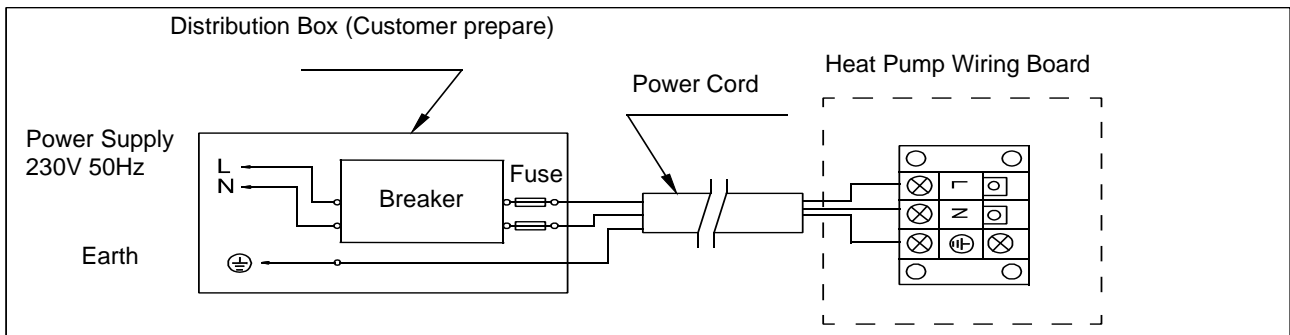 Distribution Box (Customer prepare)
Heat Pump Wiring Board
Power Cord
Power Supply
230V 50Hz
L
N
Fuse
Breaker
L
N
Earth